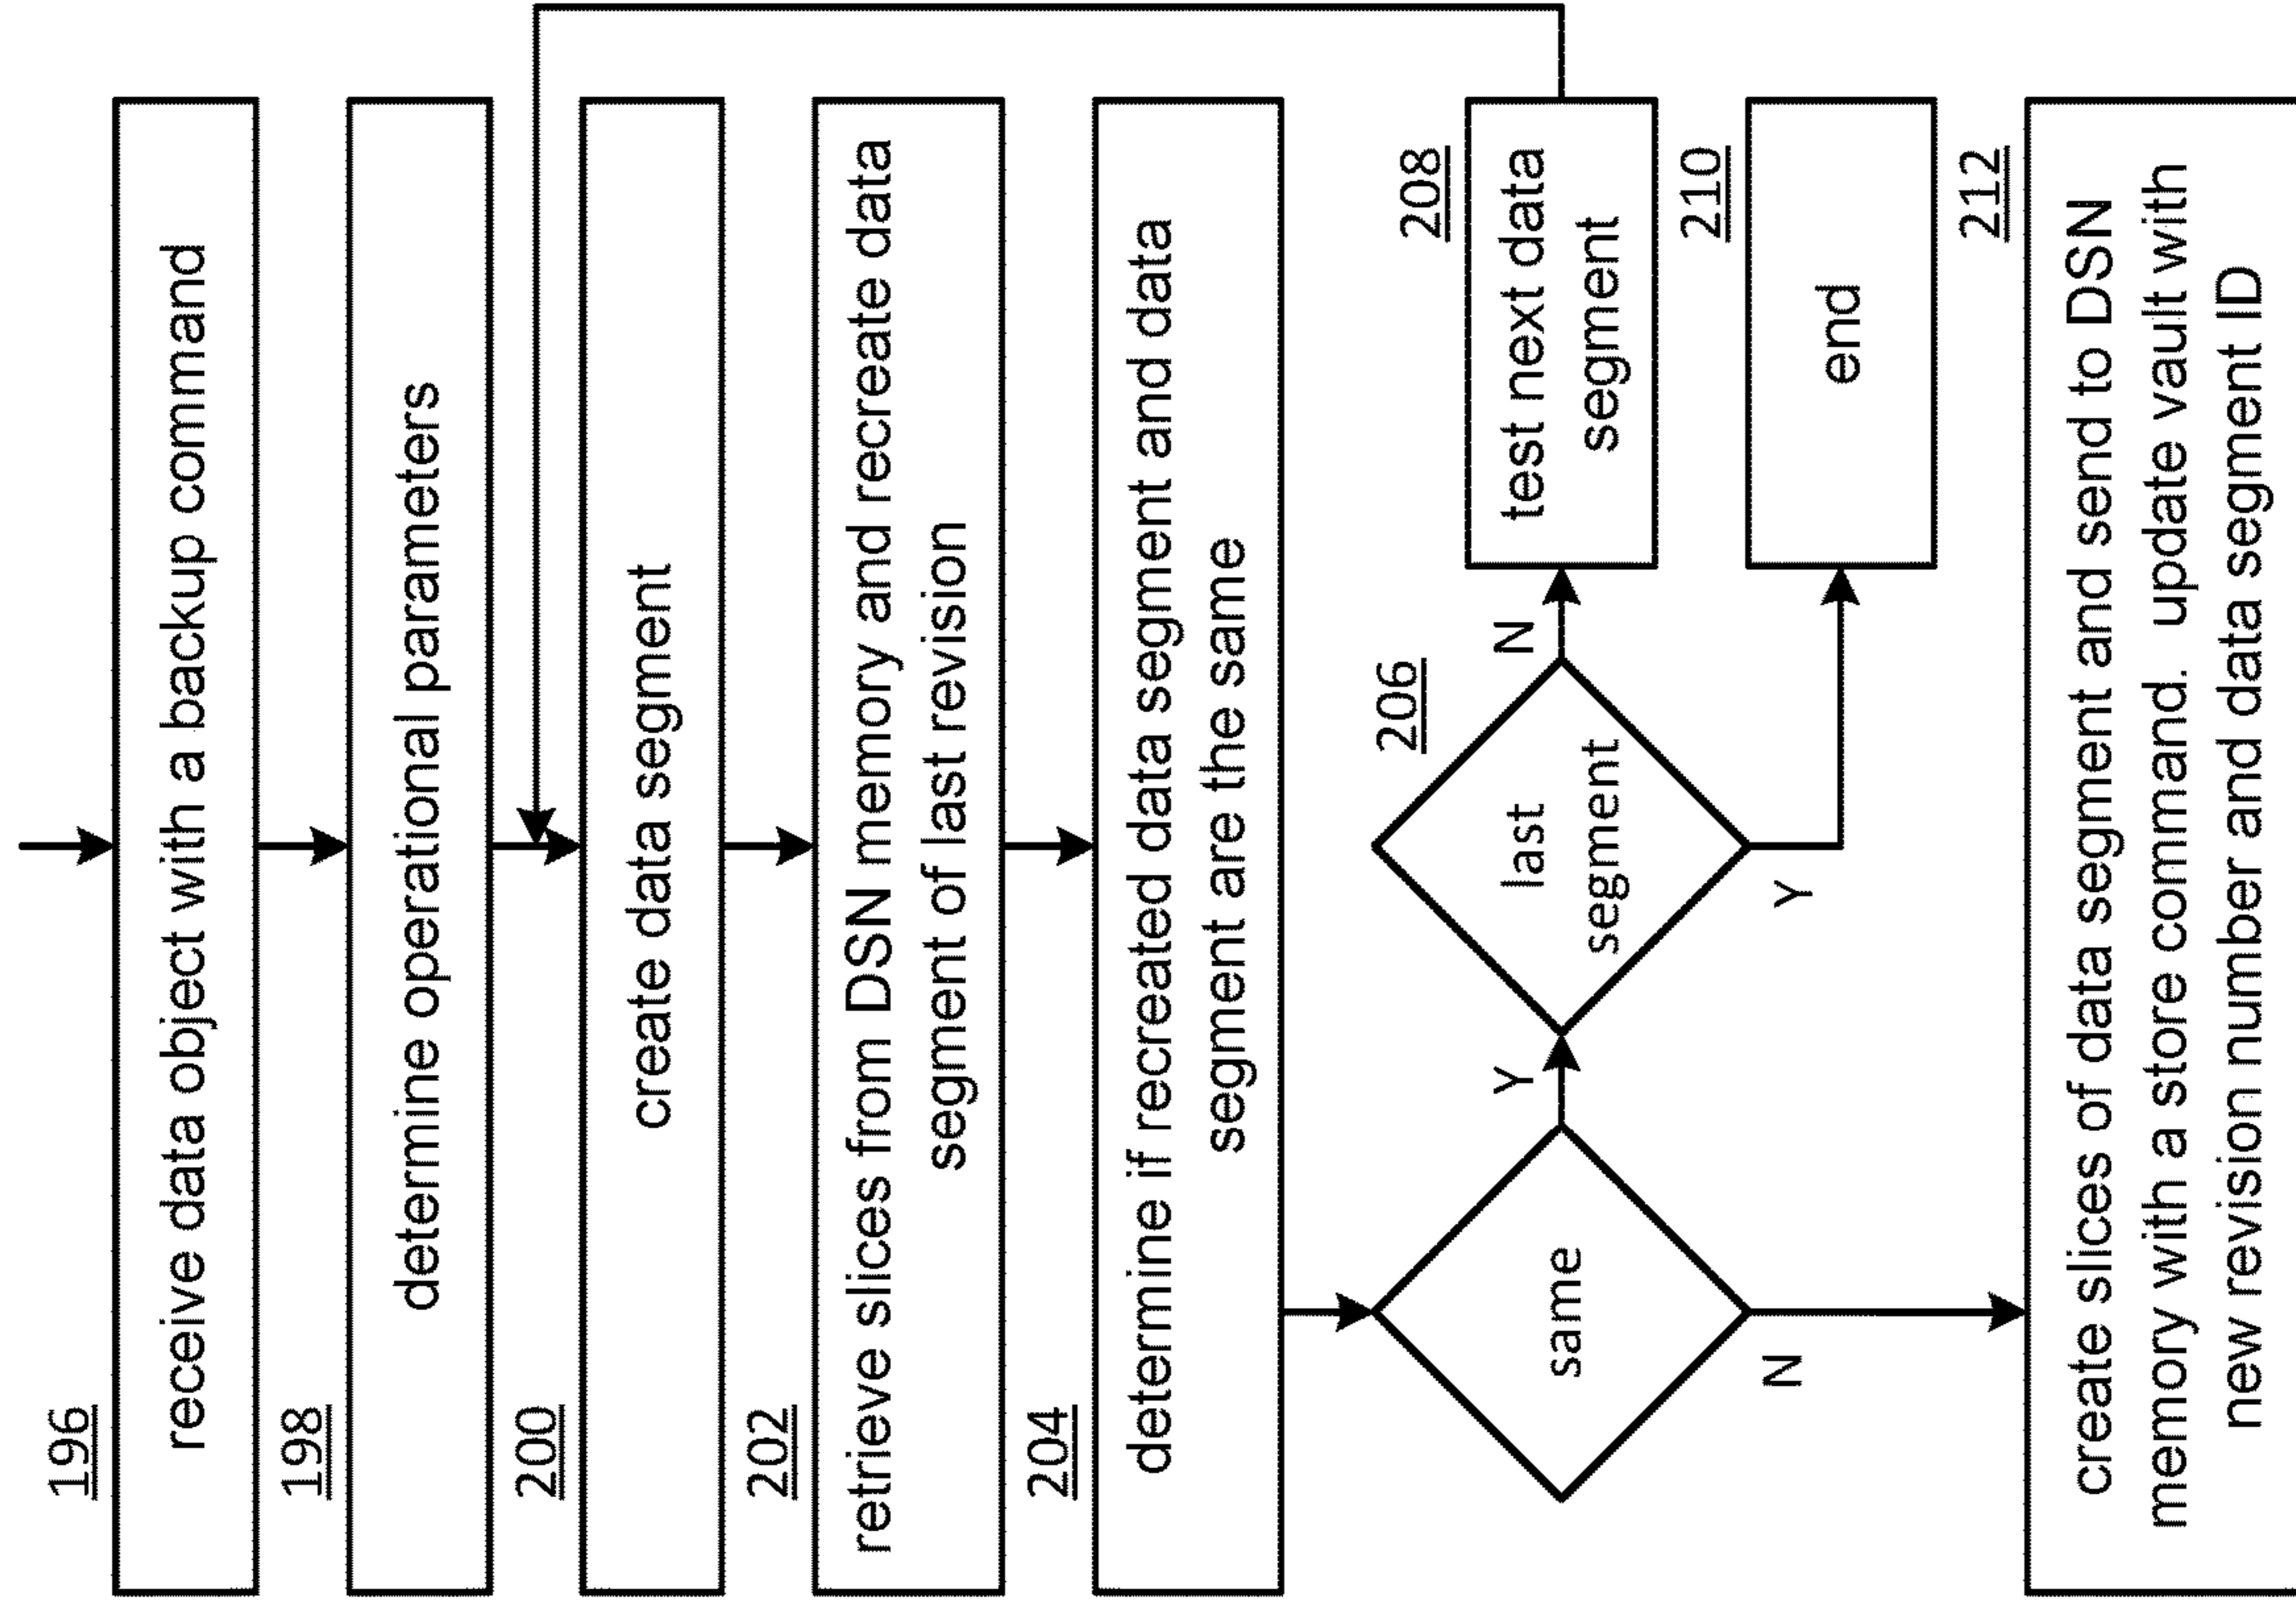 196
receive data object with a backup command
198
determine operational parameters
200
create data segment
202
retrieve slices from DSN memory and recreate data
segment of last revision
204
determine if recreated data segment and data
segment are the same
same
Y
N
206
last
segment
N
Y
208
test next data
segment
210
end
212
create slices of data segment and send to DSN
memory with a store command.  update vault with
new revision number and data segment ID